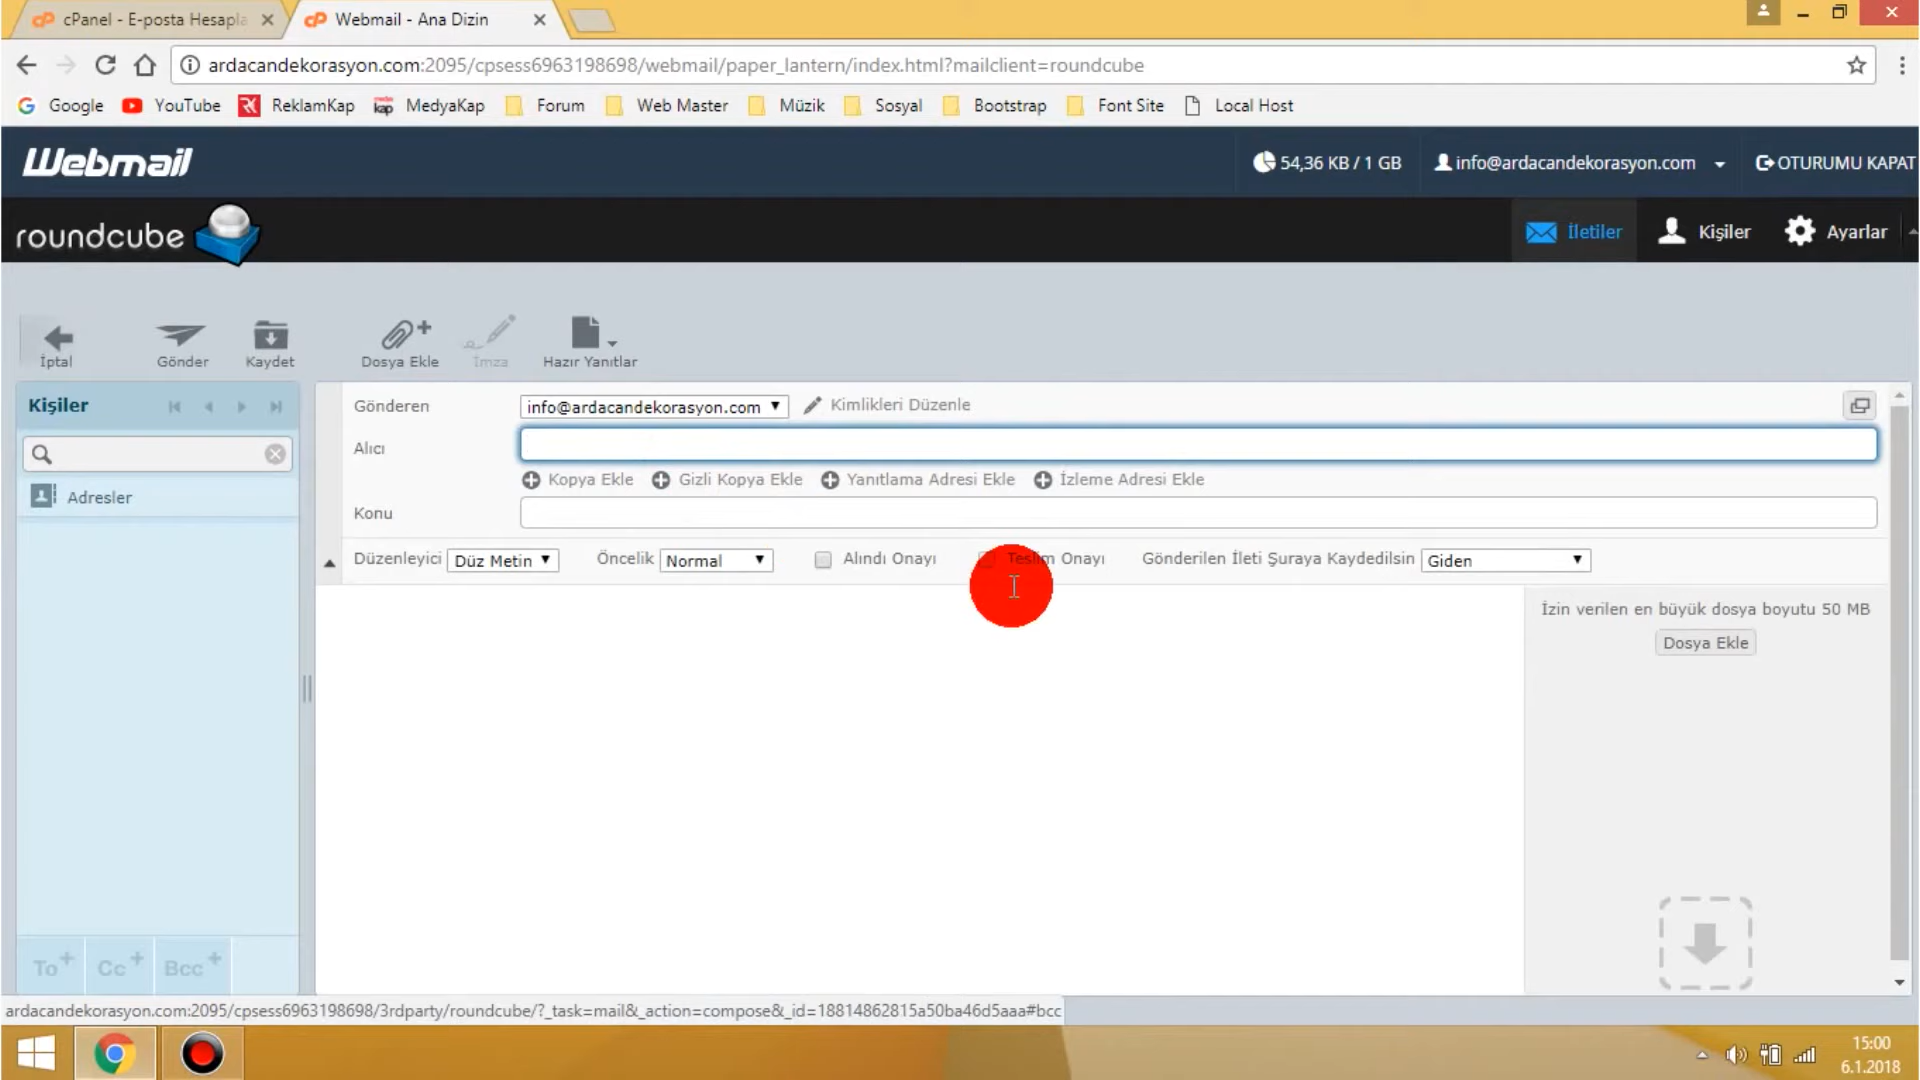 cPanel - E-posta Hesapla
Webmail - Ana Dizin
ardacandekorasyon.com:2095/cpsess6963198698/webmail/paper_lantern/index.html?mailclient=roundcube
Google YouTube ReklamKap MedyaKap Forum Web Master Müzik Sosyal Bootstrap Font Site Local Host
Webmail
54,36 KB / 1 GB
info@ardacandekorasyon.com
OTURUMU KAPAT
roundcube
İletiler
Kişiler
Ayarlar
İptal
Gönder
Kaydet
Dosya Ekle
İmza
Hazır Yanıtlar
Kişiler
Adresler
Gönderen info@ardacandekorasyon.com Kimlikleri Düzenle
Alıcı
Kopya Ekle Gizli Kopya Ekle Yanıtlama Adresi Ekle İzleme Adresi Ekle
Konu
Düzenleyici Düz Metin Öncelik Normal Alındı Onayı Teslim Onayı Gönderilen İleti Şuraya Kaydedilsin Giden
İzin verilen en büyük dosya boyutu 50 MB
Dosya Ekle
To+ Cc+ Bcc+
ardacandekorasyon.com:2095/cpsess6963198698/3rdparty/roundcube/?_task=mail&_action=compose&_id=18814862815a50ba46d5aaa#bcc
15:00
6.1.2018